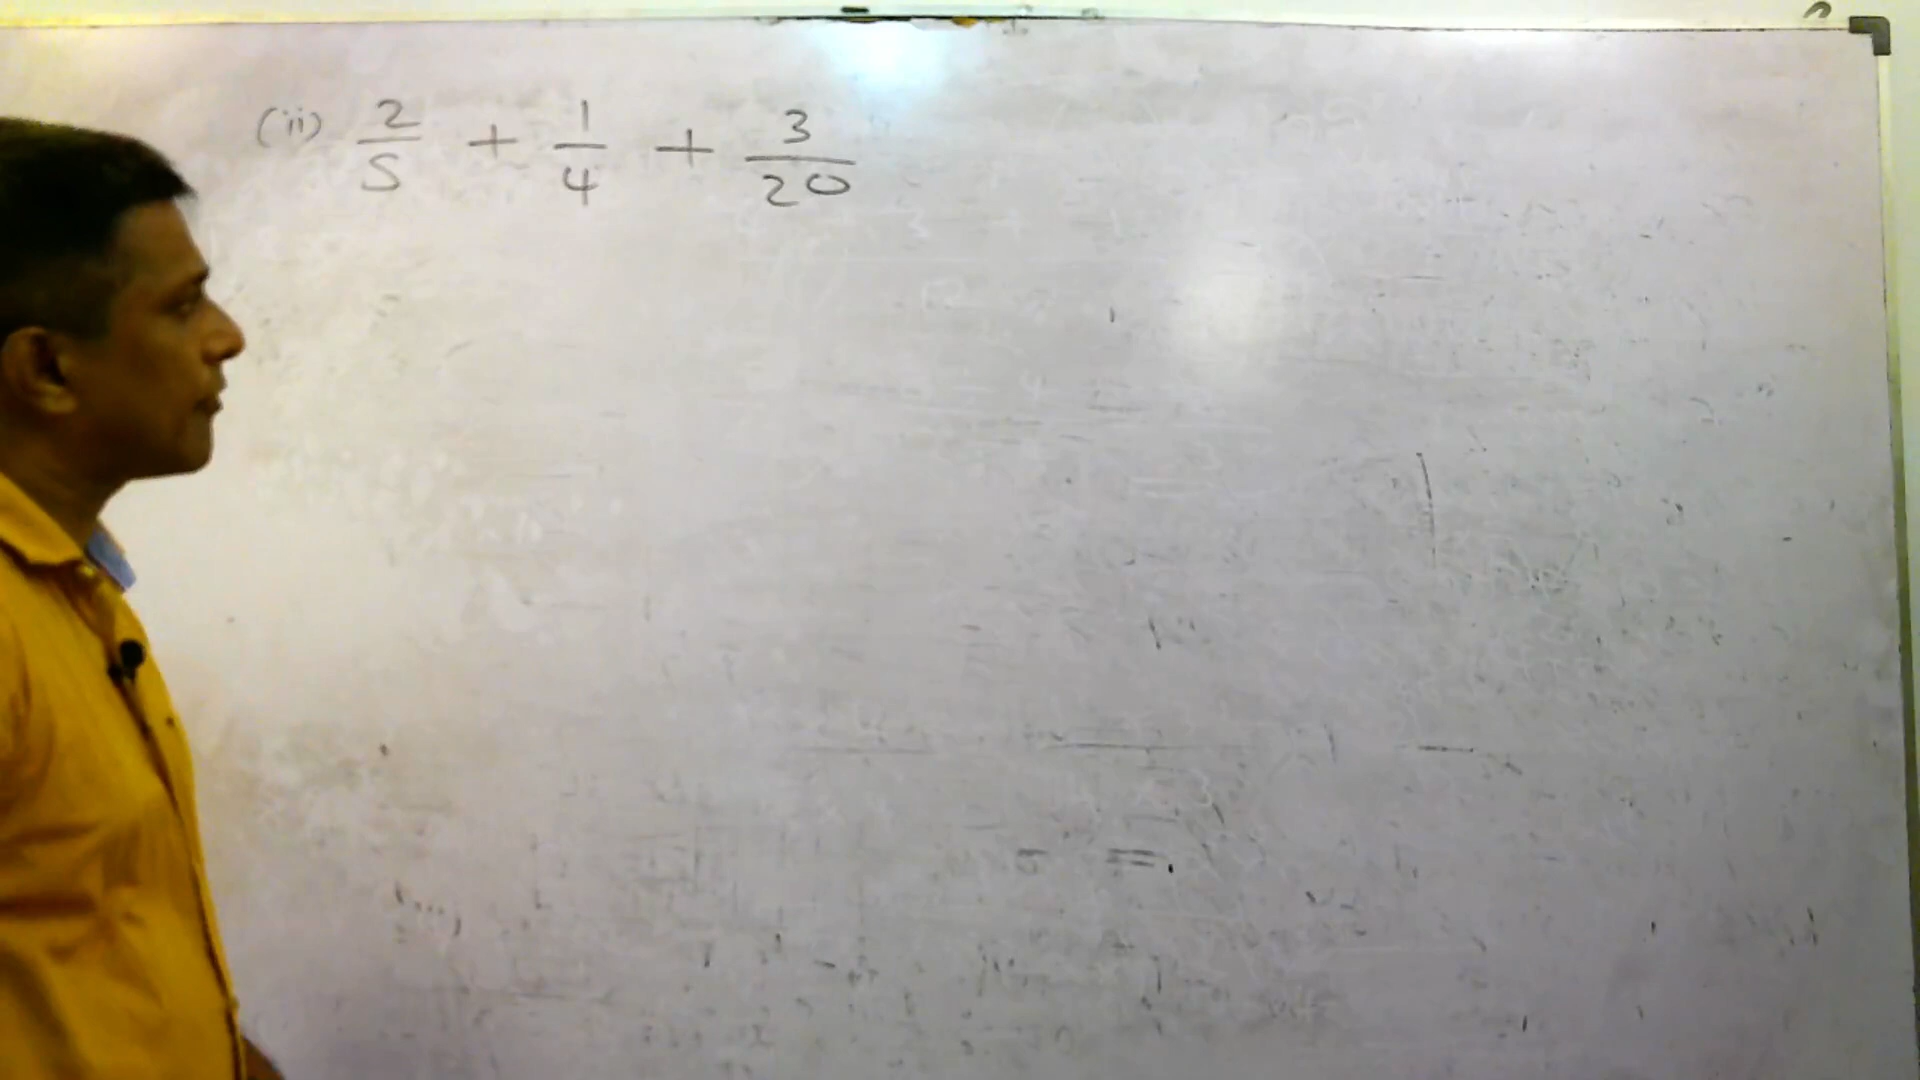 (ii) 2/5 + 1/4 + 3/20